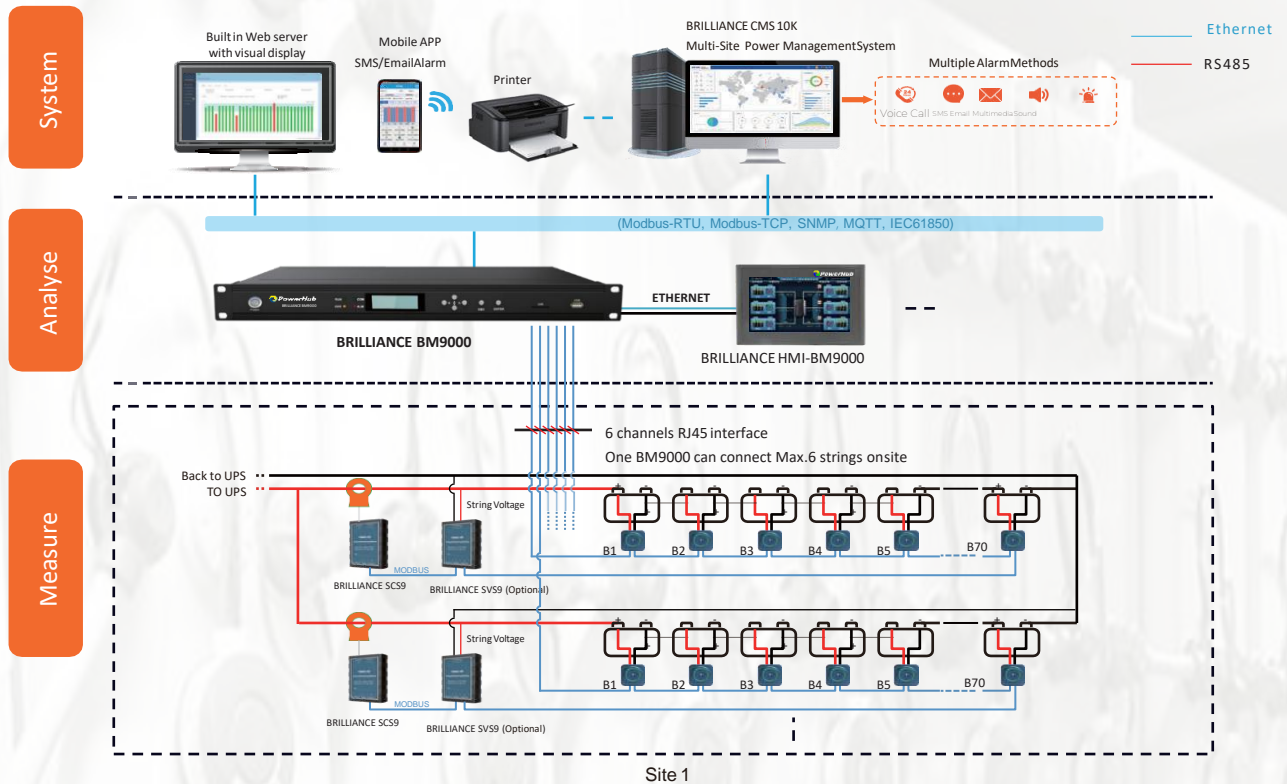 System
Built in Web server
with visual display
Mobile APP
SMS/EmailAlarm
Printer
BRILLIANCE CMS 10K
Multi-Site Power ManagementSystem
Multiple AlarmMethods
Voice Call SMS Email MultimediaSound
Ethernet
RS485
Analyse
(Modbus-RTU, Modbus-TCP, SNMP, MQTT, IEC61850)
PowerHub
BRILLIANCE BM9000
ETHERNET
PowerHub
BRILLIANCE BM9000
BRILLIANCE HMI-BM9000
Measure
6 channels RJ45 interface
One BM9000 can connect Max.6 strings onsite
Back to UPS
TO UPS
String Voltage
MODBUS
BRILLIANCE SCS9
BRILLIANCE SVS9 (Optional)
B1
B2
B3
B4
B5
B70
String Voltage
MODBUS
BRILLIANCE SCS9
BRILLIANCE SVS9 (Optional)
B1
B2
B3
B4
B5
B70
Site 1